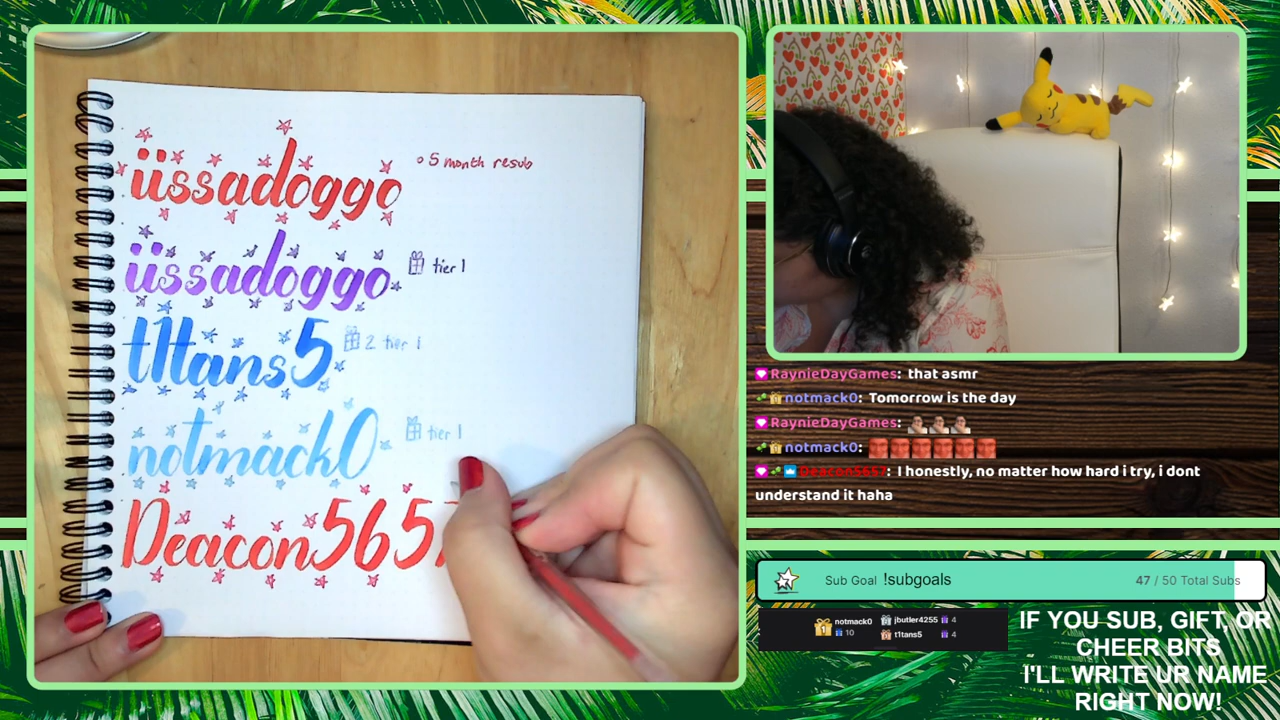 iissadoggo
5 month resub
iissadoggo
tier 1
t1tans5
2 tier 1
notmack0
tier 1
Deacon565
RaynieDayGames: that asmr
notmack0: Tomorrow is the day
RaynieDayGames:
notmack0:
Deacon5657: I honestly, no matter how hard i try, i dont
understand it haha
Sub Goal !subgoals 47 / 50 Total Subs
1 notmack0 10
jbutler4255 4
t1tans5 4
IF YOU SUB, GIFT, OR
CHEER BITS
I'LL WRITE UR NAME
RIGHT NOW!